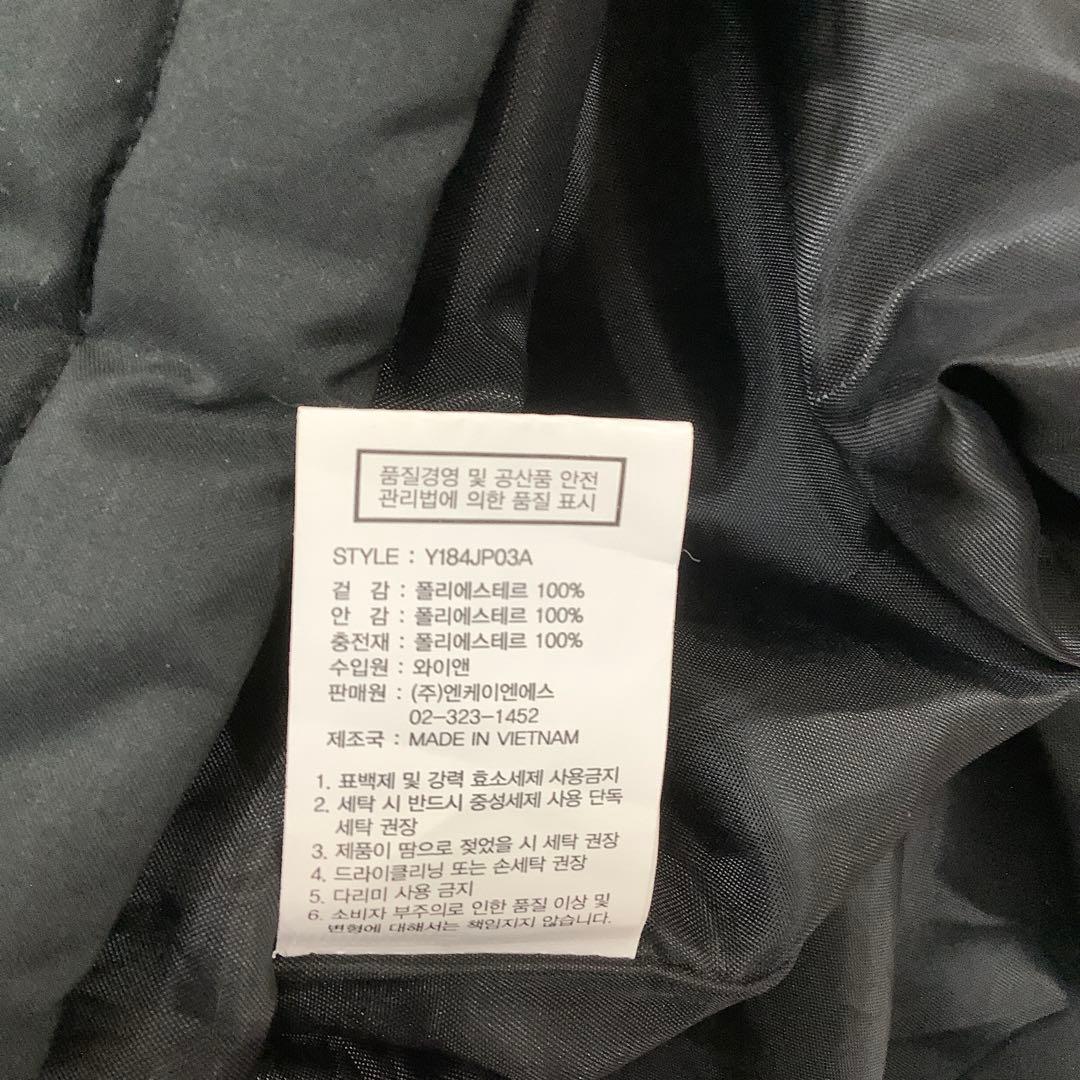 품질경영 및 공산품 안전
관리법에 의한 품질 표시
STYLE : Y184JP03A
겉 감 : 폴리에스테르 100%
안 감 : 폴리에스테르 100%
충전재 : 폴리에스테르 100%
수입원 : 와이앤
판매원 : (주)엔케이엔에스
02-323-1452
제조국 : MADE IN VIETNAM
1. 표백제 및 강력 효소세제 사용금지
2. 세탁 시 반드시 중성세제 사용 단독
세탁 권장
3. 제품이 땀으로 젖었을 시 세탁 권장
4. 드라이클리닝 또는 손세탁 권장
5. 다리미 사용 금지
6. 소비자 부주의로 인한 품질 이상 및
변형에 대해서는 책임지지 않습니다.